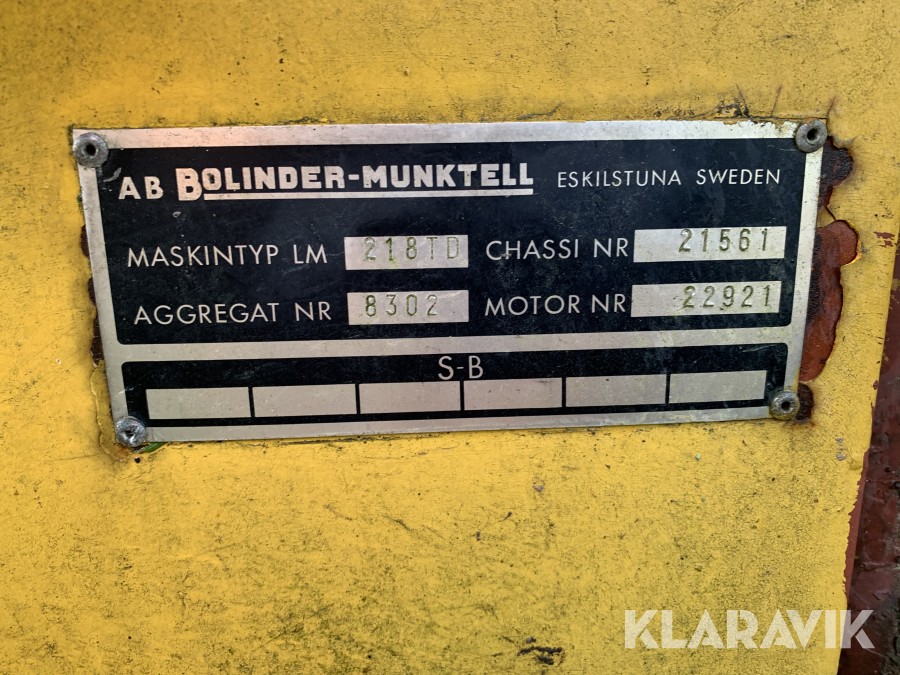 AB BOLINDER-MUNKTELL ESKILSTUNA SWEDEN
MASKINTYP LM 218TD CHASSI NR 21561
AGGREGAT NR 8302 MOTOR NR 22921
S-B
KLARAVIK